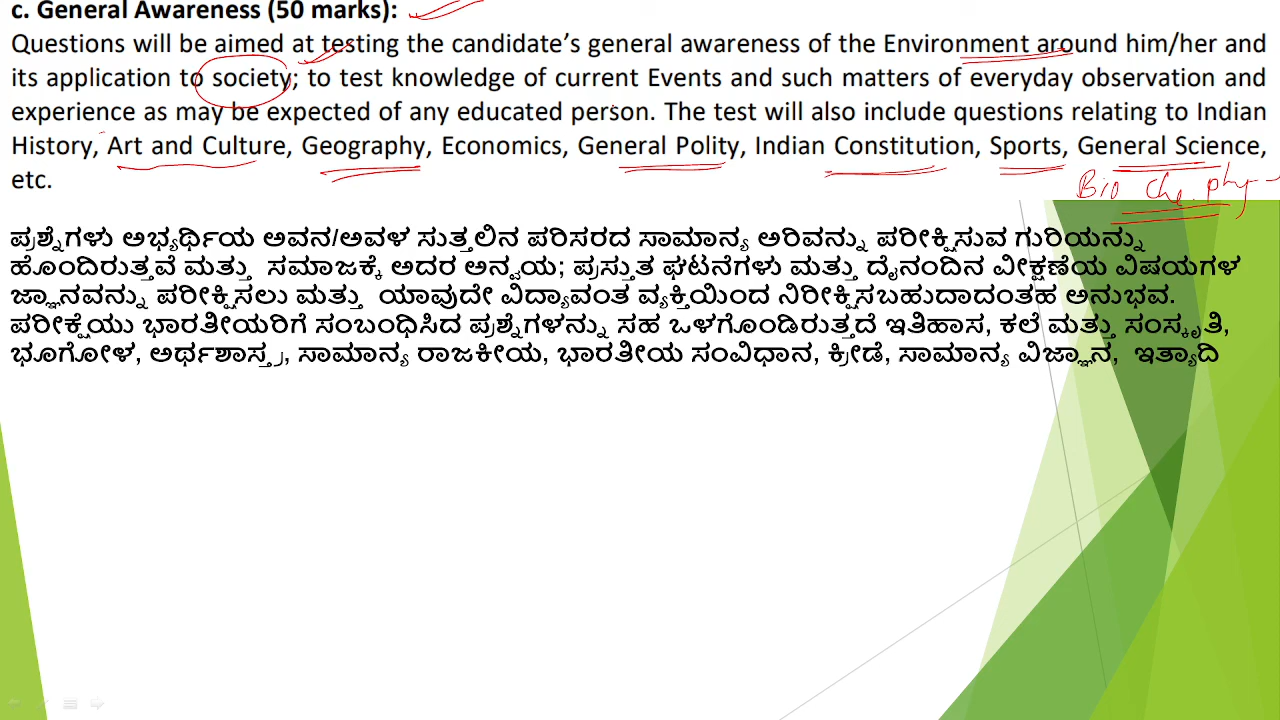 c. General Awareness (50 marks):
Questions will be aimed at testing the candidate's general awareness of the Environment around him/her and
its application to society; to test knowledge of current Events and such matters of everyday observation and
experience as may be expected of any educated person. The test will also include questions relating to Indian
History, Art and Culture, Geography, Economics, General Polity, Indian Constitution, Sports, General Science,
etc.
Bio Che. phy
ಪ್ರಶ್ನೆಗಳು ಅಭ್ಯರ್ಥಿಯ ಅವನ/ಅವಳ ಸುತ್ತಲಿನ ಪರಿಸರದ ಸಾಮಾನ್ಯ ಅರಿವನ್ನು ಪರೀಕ್ಷಿಸುವ ಗುರಿಯನ್ನು
ಹೊಂದಿರುತ್ತವೆ ಮತ್ತು ಸಮಾಜಕ್ಕೆ ಅದರ ಅನ್ವಯ; ಪ್ರಸ್ತುತ ಘಟನೆಗಳು ಮತ್ತು ದೈನಂದಿನ ವೀಕ್ಷಣೆಯ ವಿಷಯಗಳ
ಜ್ಞಾನವನ್ನು ಪರೀಕ್ಷಿಸಲು ಮತ್ತು ಯಾವುದೇ ವಿದ್ಯಾವಂತ ವ್ಯಕ್ತಿಯಿಂದ ನಿರೀಕ್ಷಿಸಬಹುದಾದಂತಹ ಅನುಭವ.
ಪರೀಕ್ಷೆಯು ಭಾರತೀಯರಿಗೆ ಸಂಬಂಧಿಸಿದ ಪ್ರಶ್ನೆಗಳನ್ನು ಸಹ ಒಳಗೊಂಡಿರುತ್ತದೆ ಇತಿಹಾಸ, ಕಲೆ ಮತ್ತು ಸಂಸ್ಕೃತಿ,
ಭೂಗೋಳ, ಅರ್ಥಶಾಸ್ತ್ರ, ಸಾಮಾನ್ಯ ರಾಜಕೀಯ, ಭಾರತೀಯ ಸಂವಿಧಾನ, ಕ್ರೀಡೆ, ಸಾಮಾನ್ಯ ವಿಜ್ಞಾನ, ಇತ್ಯಾದಿ